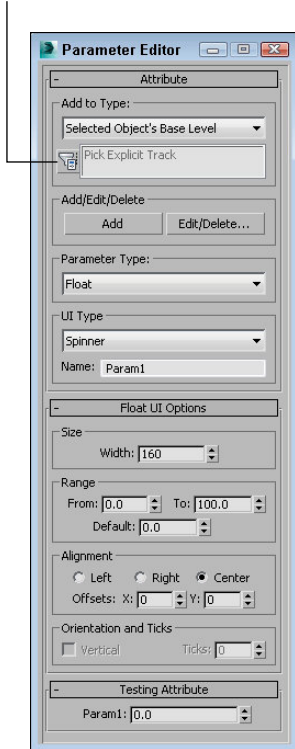 Parameter Editor
- Attribute
Add to Type:
Selected Object's Base Level
Pick Explicit Track
Add/Edit/Delete
Add Edit/Delete...
Parameter Type:
Float
UI Type
Spinner
Name: Param1
- Float UI Options
Size
Width: 160
Range
From: 0.0 To: 100.0
Default: 0.0
Alignment
Left Right Center
Offsets: X: 0 Y: 0
Orientation and Ticks
Vertical Ticks: 0
- Testing Attribute
Param1: 0.0